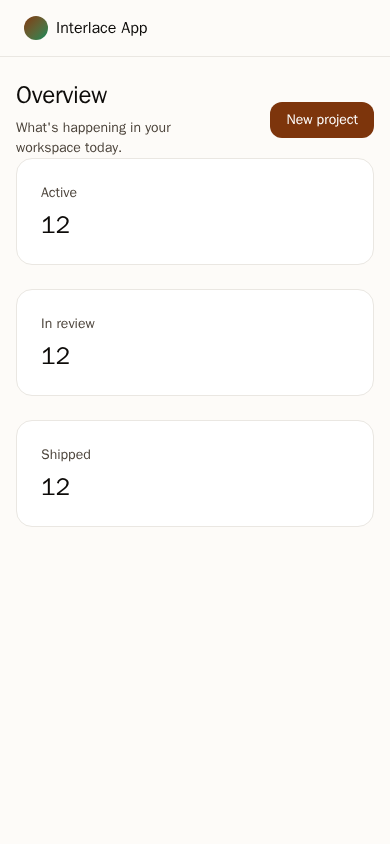 Interlace App
Overview
What's happening in your
workspace today.
New project
Active
12
In review
12
Shipped
12